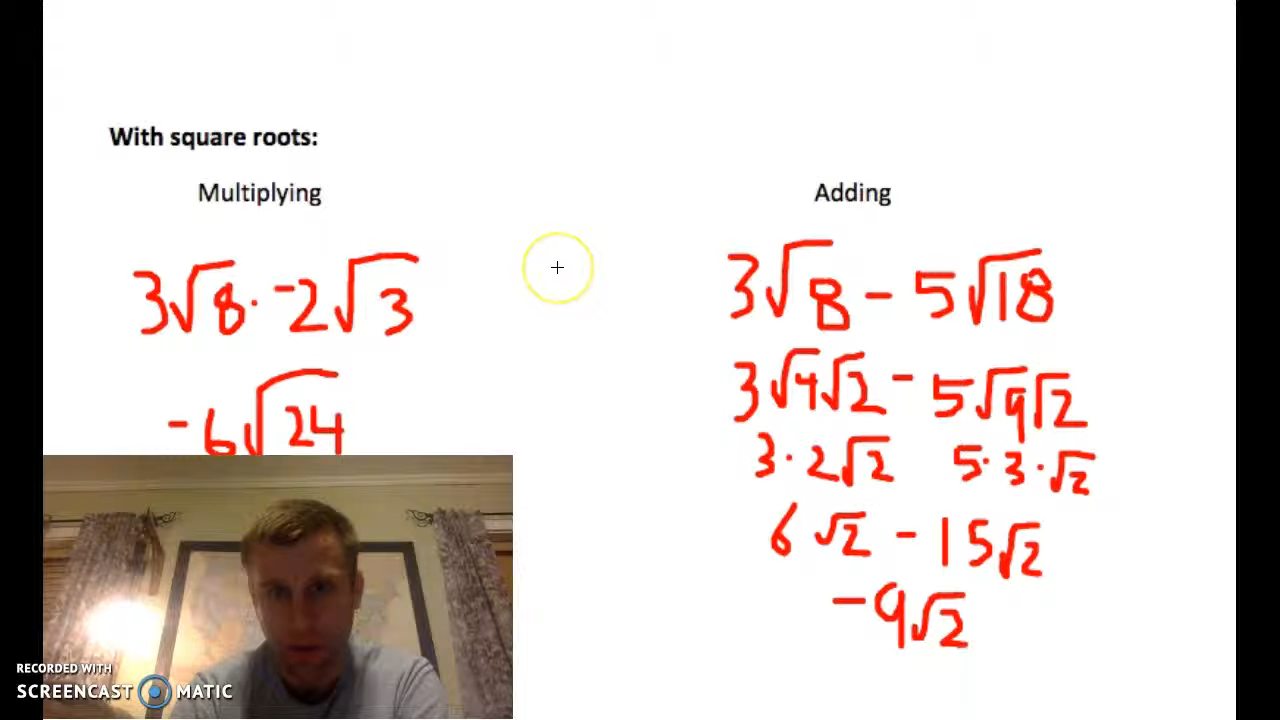 With square roots:
Multiplying
3√8 · -2√3
-6√24
Adding
3√8 - 5√18
3√4√2 - 5√9√2
3·2√2 5·3·√2
6√2 - 15√2
-9√2
RECORDED WITH
SCREENCAST MATIC